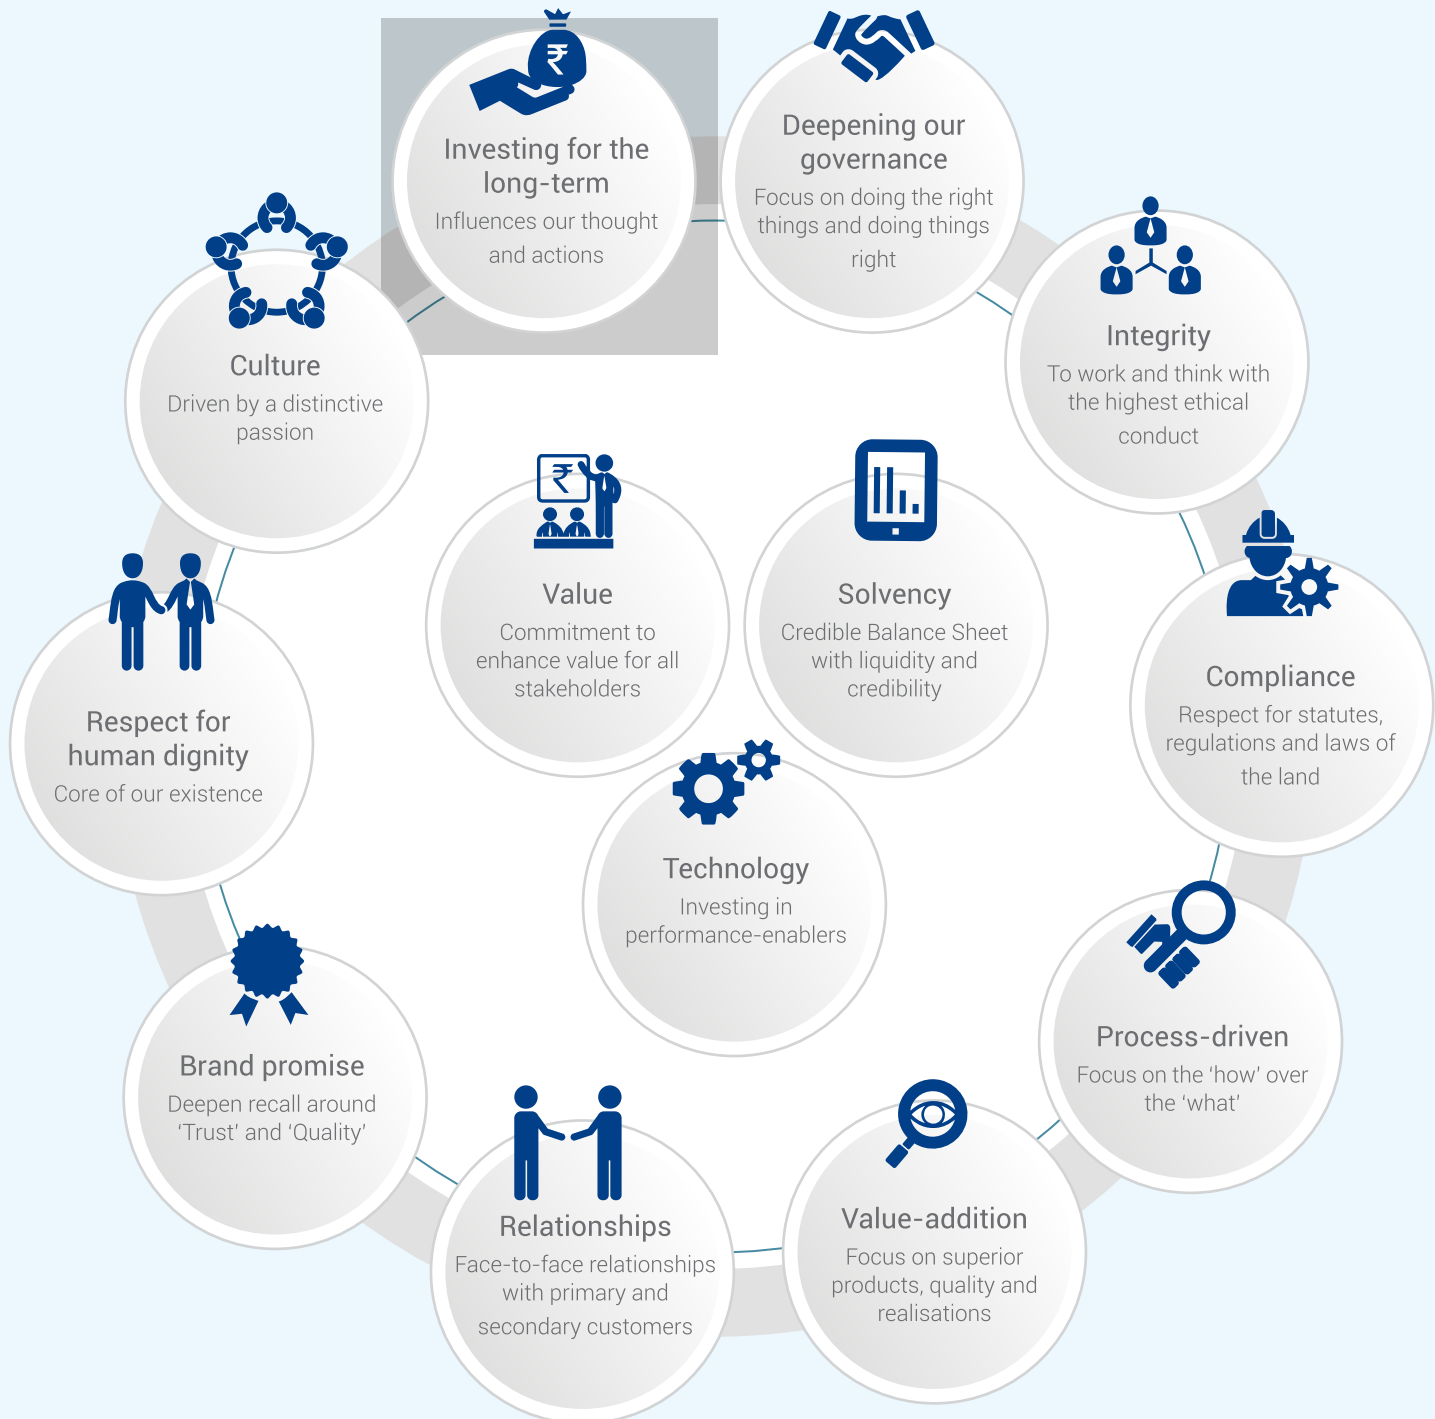 ₹
Investing for the
long-term
Influences our thought
and actions
Deepening our
governance
Focus on doing the right
things and doing things
right
Integrity
To work and think with
the highest ethical
conduct
Compliance
Respect for statutes,
regulations and laws of
the land
Process-driven
Focus on the ‘how’ over
the ‘what’
Value-addition
Focus on superior
products, quality and
realisations
Relationships
Face-to-face relationships
with primary and
secondary customers
Brand promise
Deepen recall around
‘Trust’ and ‘Quality’
Respect for
human dignity
Core of our existence
Culture
Driven by a distinctive
passion
₹
Value
Commitment to
enhance value for all
stakeholders
Solvency
Credible Balance Sheet
with liquidity and
credibility
Technology
Investing in
performance-enablers